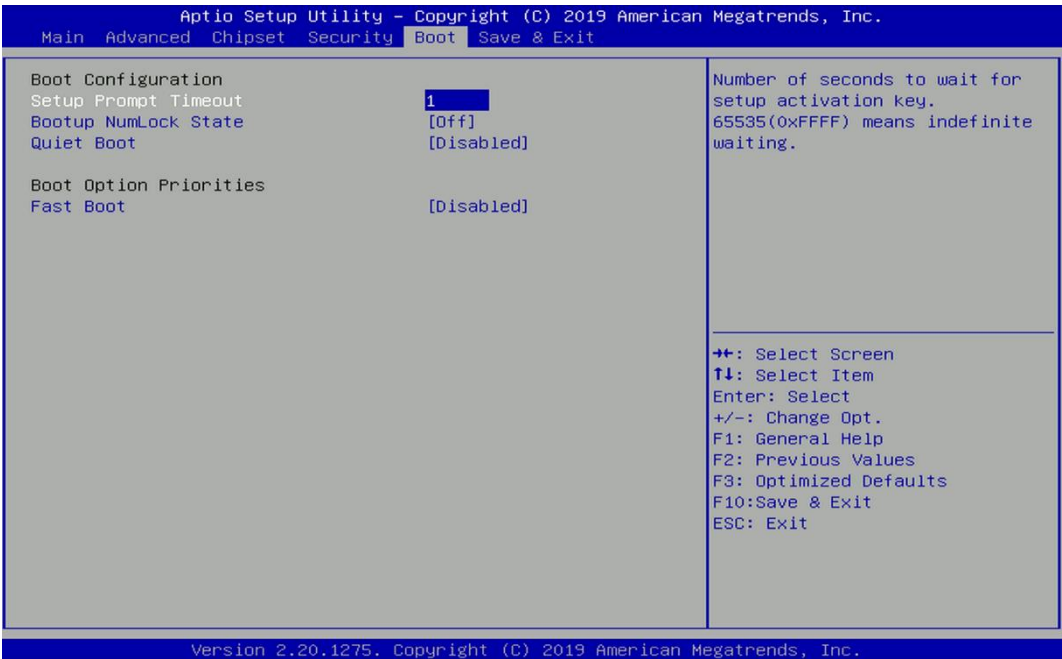 Aptio Setup Utility – Copyright (C) 2019 American Megatrends, Inc.
Main Advanced Chipset Security Boot Save & Exit
Boot Configuration
Setup Prompt Timeout 1
Bootup NumLock State [Off]
Quiet Boot [Disabled]
Boot Option Priorities
Fast Boot [Disabled]
Number of seconds to wait for
setup activation key.
65535(0xFFFF) means indefinite
waiting.
→←: Select Screen
↑↓: Select Item
Enter: Select
+/-: Change Opt.
F1: General Help
F2: Previous Values
F3: Optimized Defaults
F10:Save & Exit
ESC: Exit
Version 2.20.1275. Copyright (C) 2019 American Megatrends, Inc.